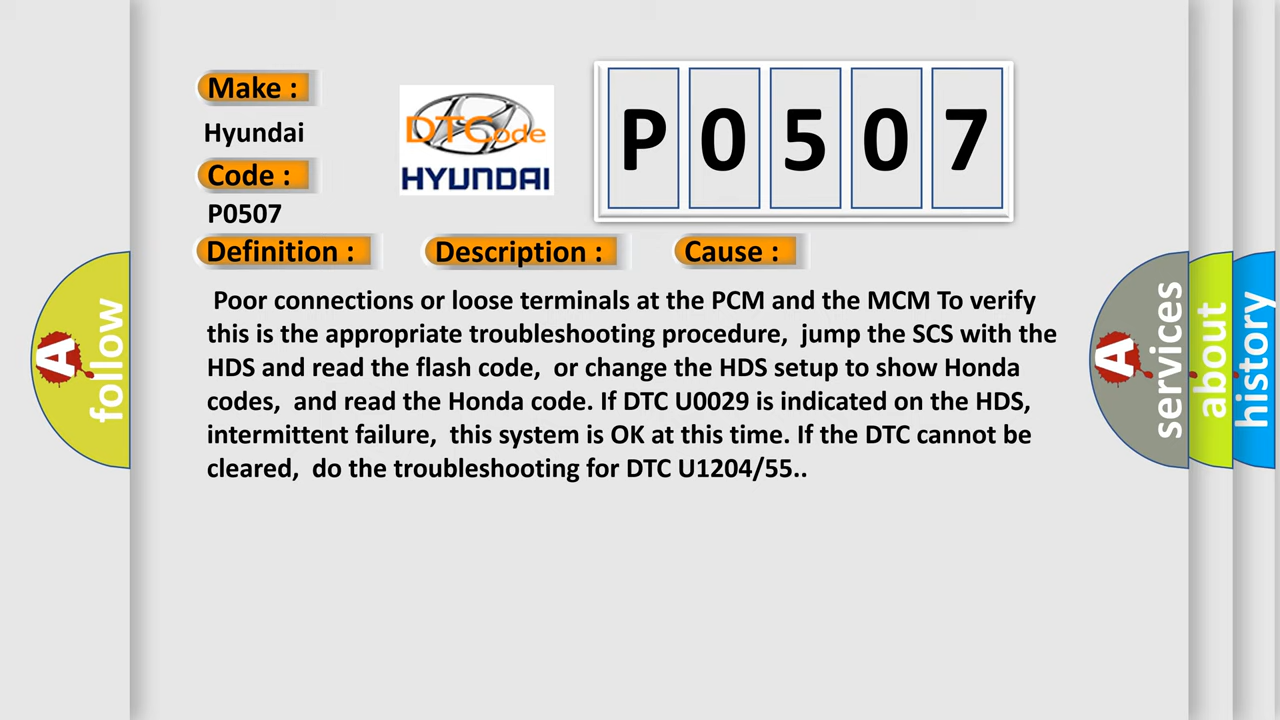 Make :
Hyundai
Code :
P0507
DTCode
HYUNDAI
P0507
Definition :
Description :
Cause :
Poor connections or loose terminals at the PCM and the MCM To verify
this is the appropriate troubleshooting procedure, jump the SCS with the
HDS and read the flash code, or change the HDS setup to show Honda
codes, and read the Honda code. If DTC U0029 is indicated on the HDS,
intermittent failure, this system is OK at this time. If the DTC cannot be
cleared, do the troubleshooting for DTC U1204/55..
A follow
A services
about
history